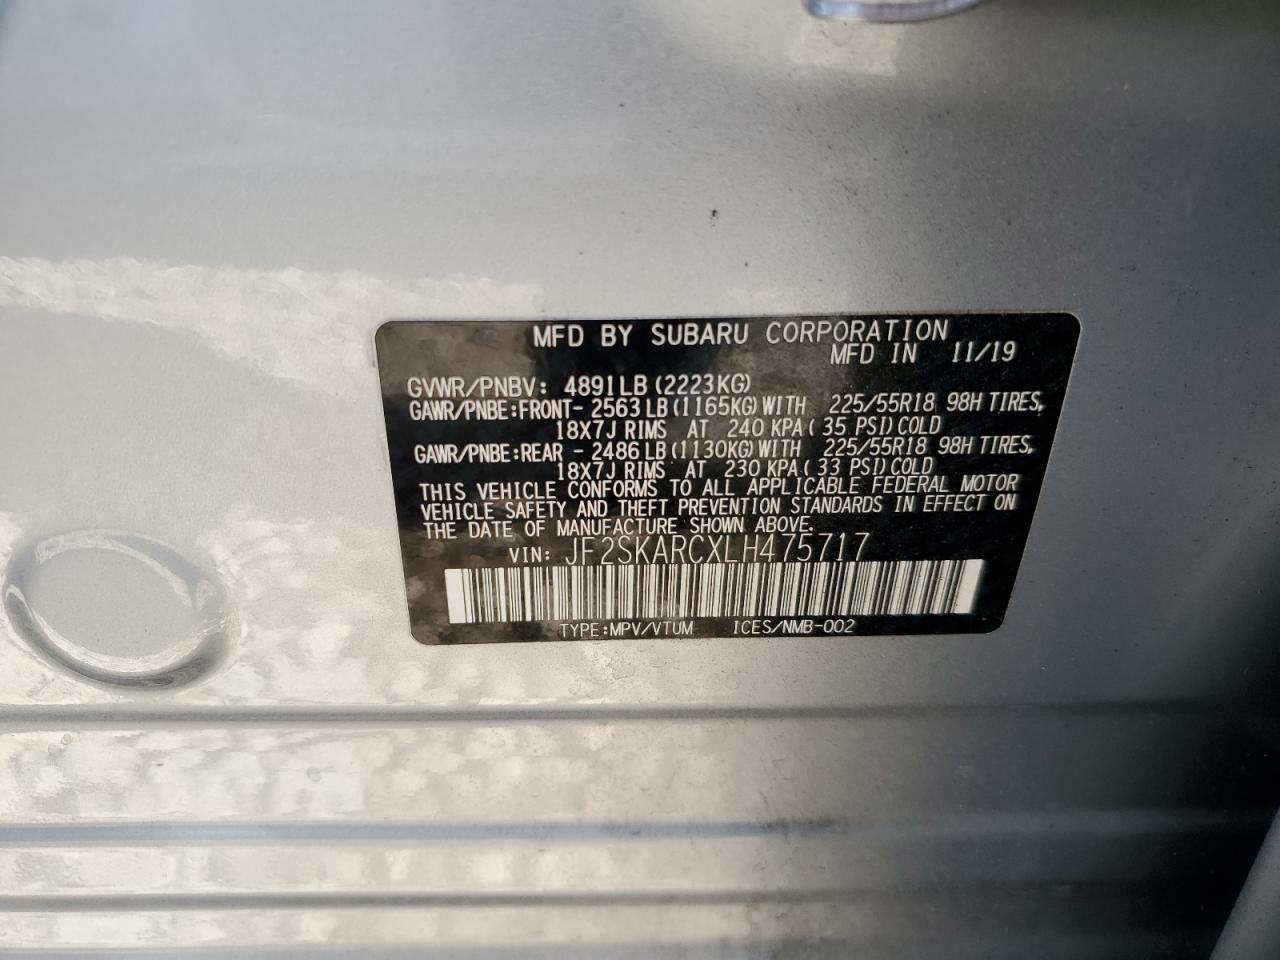 MFD BY SUBARU CORPORATION
MFD IN 11/19
GVWR/PNBV: 4891LB (2223KG)
GAWR/PNBE:FRONT- 2563LB (1165KG) WITH 225/55R18 98H TIRES,
18X7J RIMS AT 240 KPA( 35 PSI) COLD
GAWR/PNBE:REAR - 2486LB (1130KG) WITH 225/55R18 98H TIRES,
18X7J RIMS AT 230 KPA( 33 PSI) COLD
THIS VEHICLE CONFORMS TO ALL APPLICABLE FEDERAL MOTOR
VEHICLE SAFETY AND THEFT PREVENTION STANDARDS IN EFFECT ON
THE DATE OF MANUFACTURE SHOWN ABOVE.
VIN: JF2SKARCXLH475717
TYPE:MPV/VTUM ICES/NMB-002